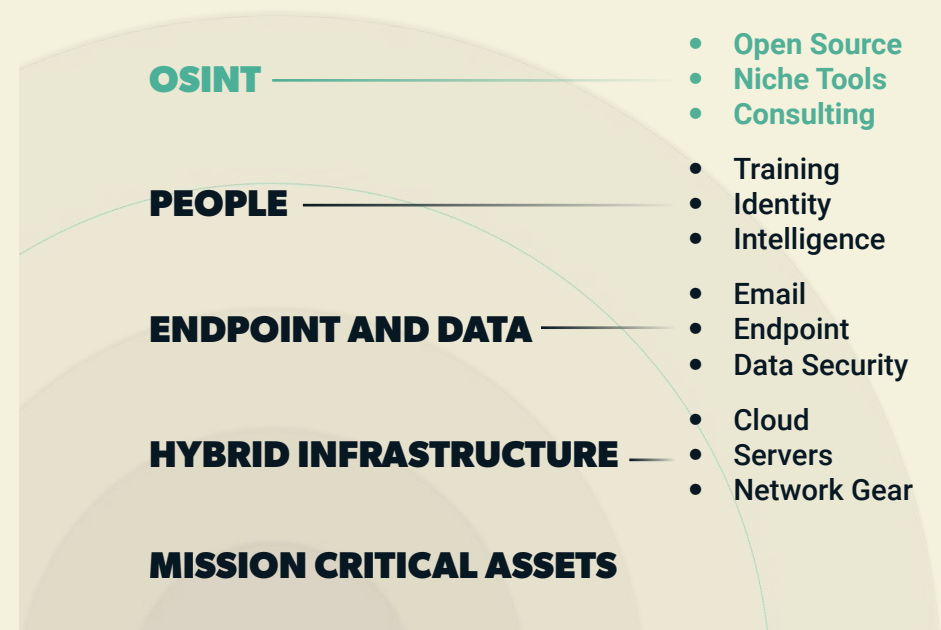 OSINT
• Open Source
• Niche Tools
• Consulting
PEOPLE
• Training
• Identity
• Intelligence
ENDPOINT AND DATA
• Email
• Endpoint
• Data Security
HYBRID INFRASTRUCTURE
• Cloud
• Servers
• Network Gear
MISSION CRITICAL ASSETS